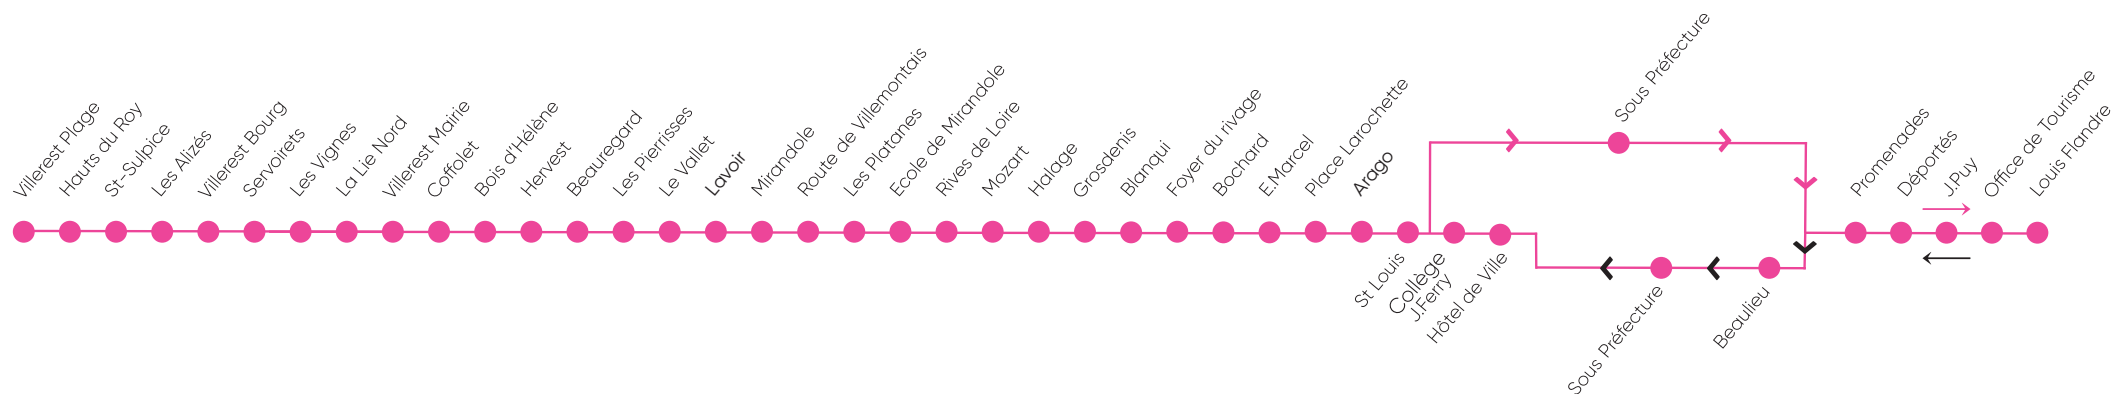 Villerest Plage
Hauts du Roy
St-Sulpice
Les Alizés
Villerest Bourg
Servoirets
Les Vignes
La Lie Nord
Villerest Mairie
Coffolet
Bois d'Hélène
Hervest
Beauregard
Les Pierrisses
Le Vallet
Lavoir
Mirandole
Route de Villemontais
Les Platanes
Ecole de Mirandole
Rives de Loire
Mozart
Halage
Grosdenis
Blanqui
Foyer du rivage
Bochard
E.Marcel
Place Larochette
Arago
St Louis
Collège
J.Ferry
Hôtel de Ville
Sous Préfecture
Sous Préfecture
Beaulieu
Promenades
Déportés
J.Puy
Office de Tourisme
Louis Flandre